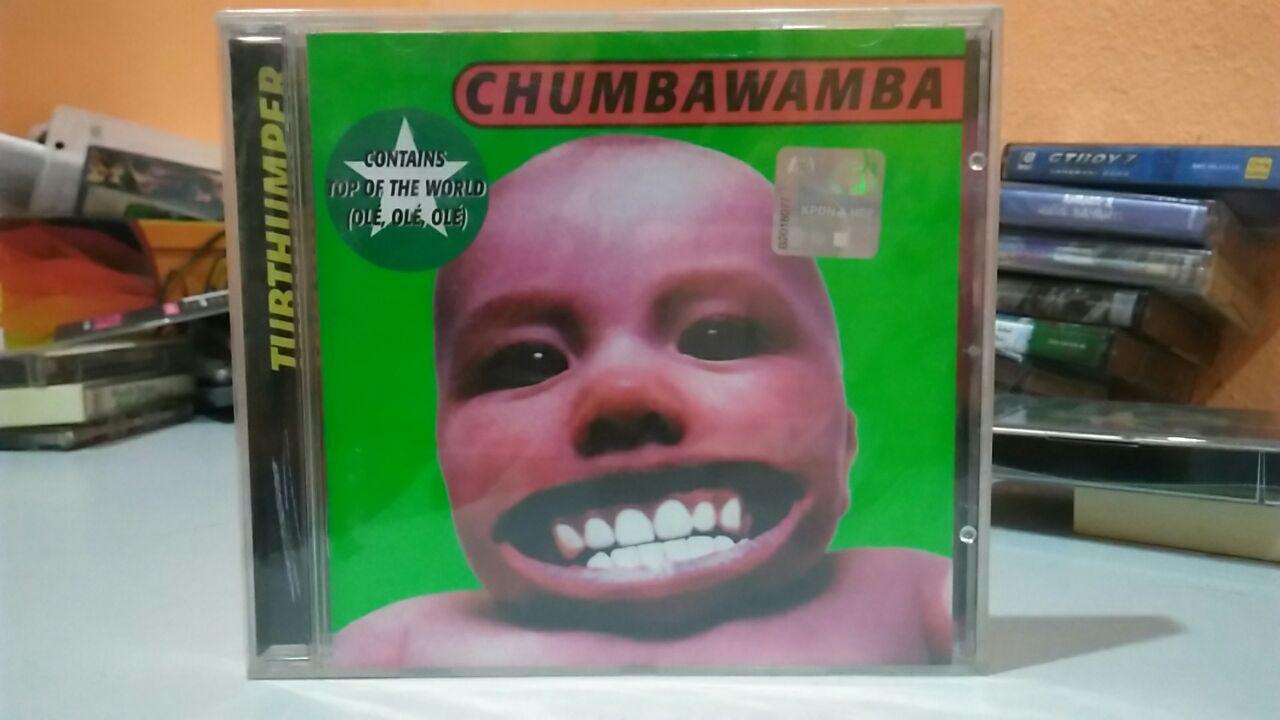 CHUMBAWAMBA
CONTAINS
TOP OF THE WORLD
(OLÉ, OLÉ, OLÉ)
TUBTHUMPER